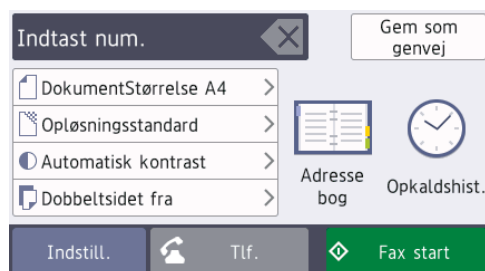 Indtast num.
Gem som
genvej
DokumentStørrelse A4
Opløsningsstandard
Automatisk kontrast
Dobbeltsidet fra
Adresse
bog
Opkaldshist.
Indstill.
Tlf.
Fax start